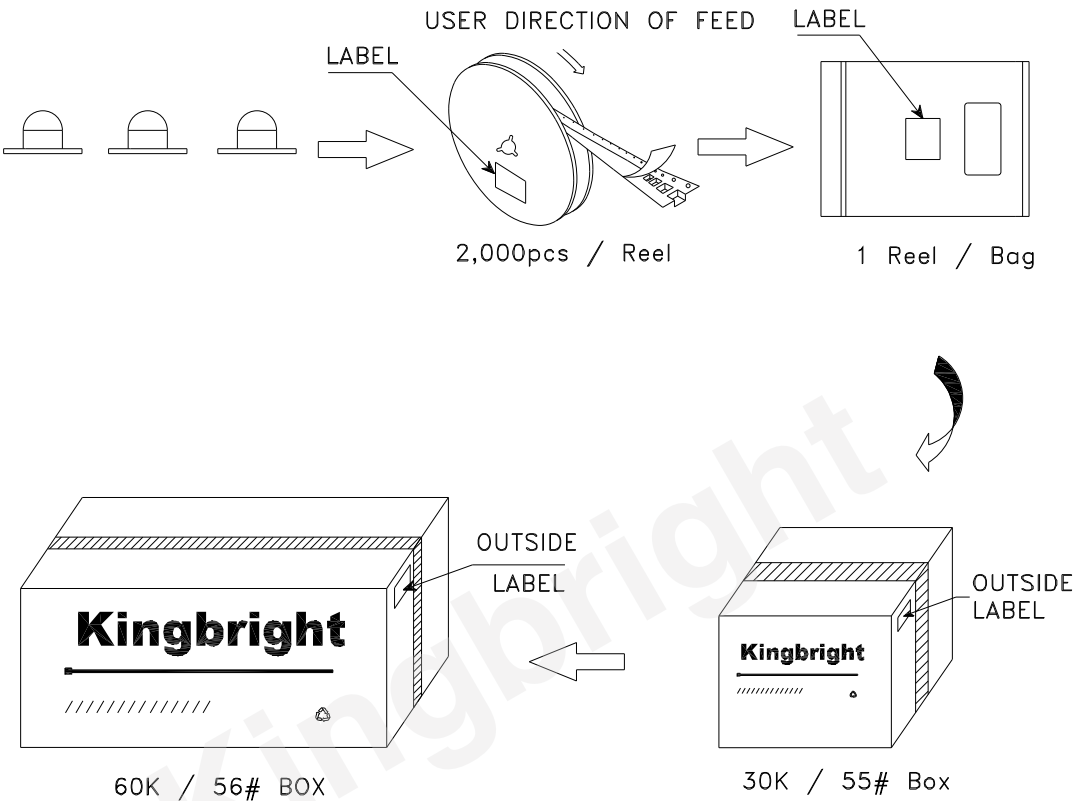 USER DIRECTION OF FEED
LABEL
LABEL
2,000pcs / Reel
1 Reel / Bag
OUTSIDE
LABEL
Kingbright
60K / 56# BOX
OUTSIDE
LABEL
Kingbright
30K / 55# Box
Kingbright